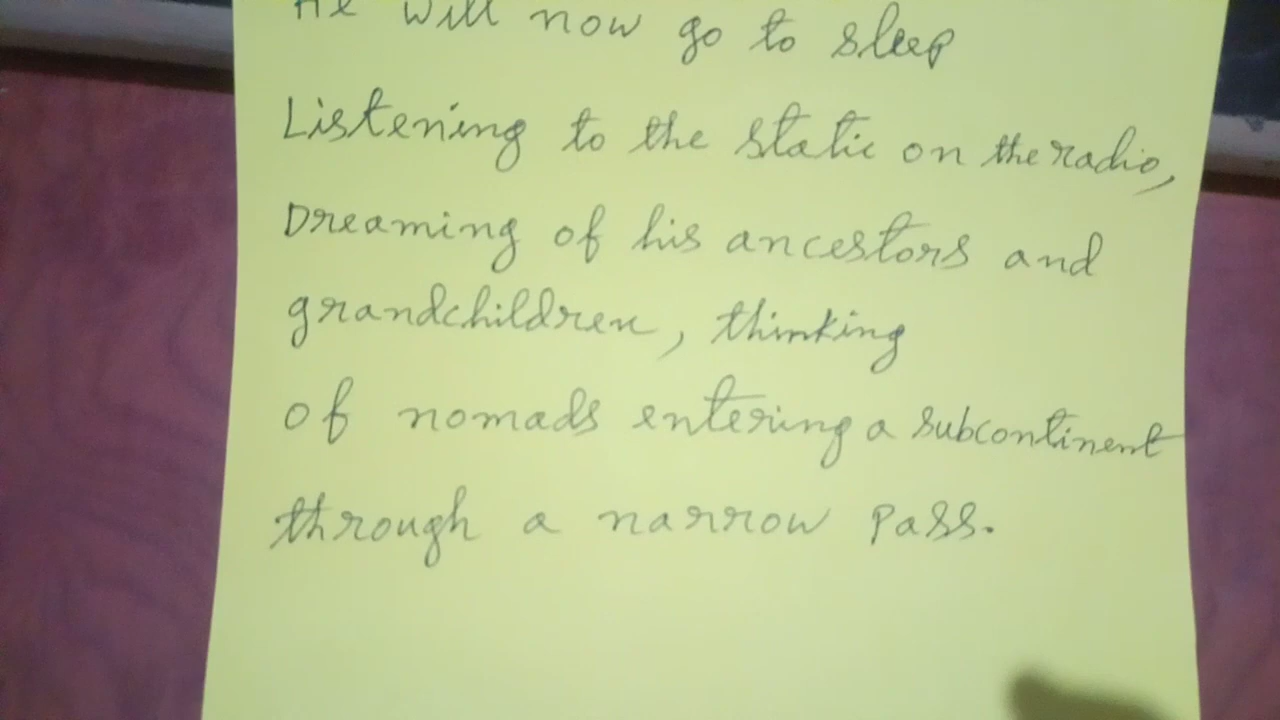 He will now go to sleep
Listening to the static on the radio,
Dreaming of his ancestors and
grandchildren, thinking
of nomads entering a subcontinent
through a narrow pass.